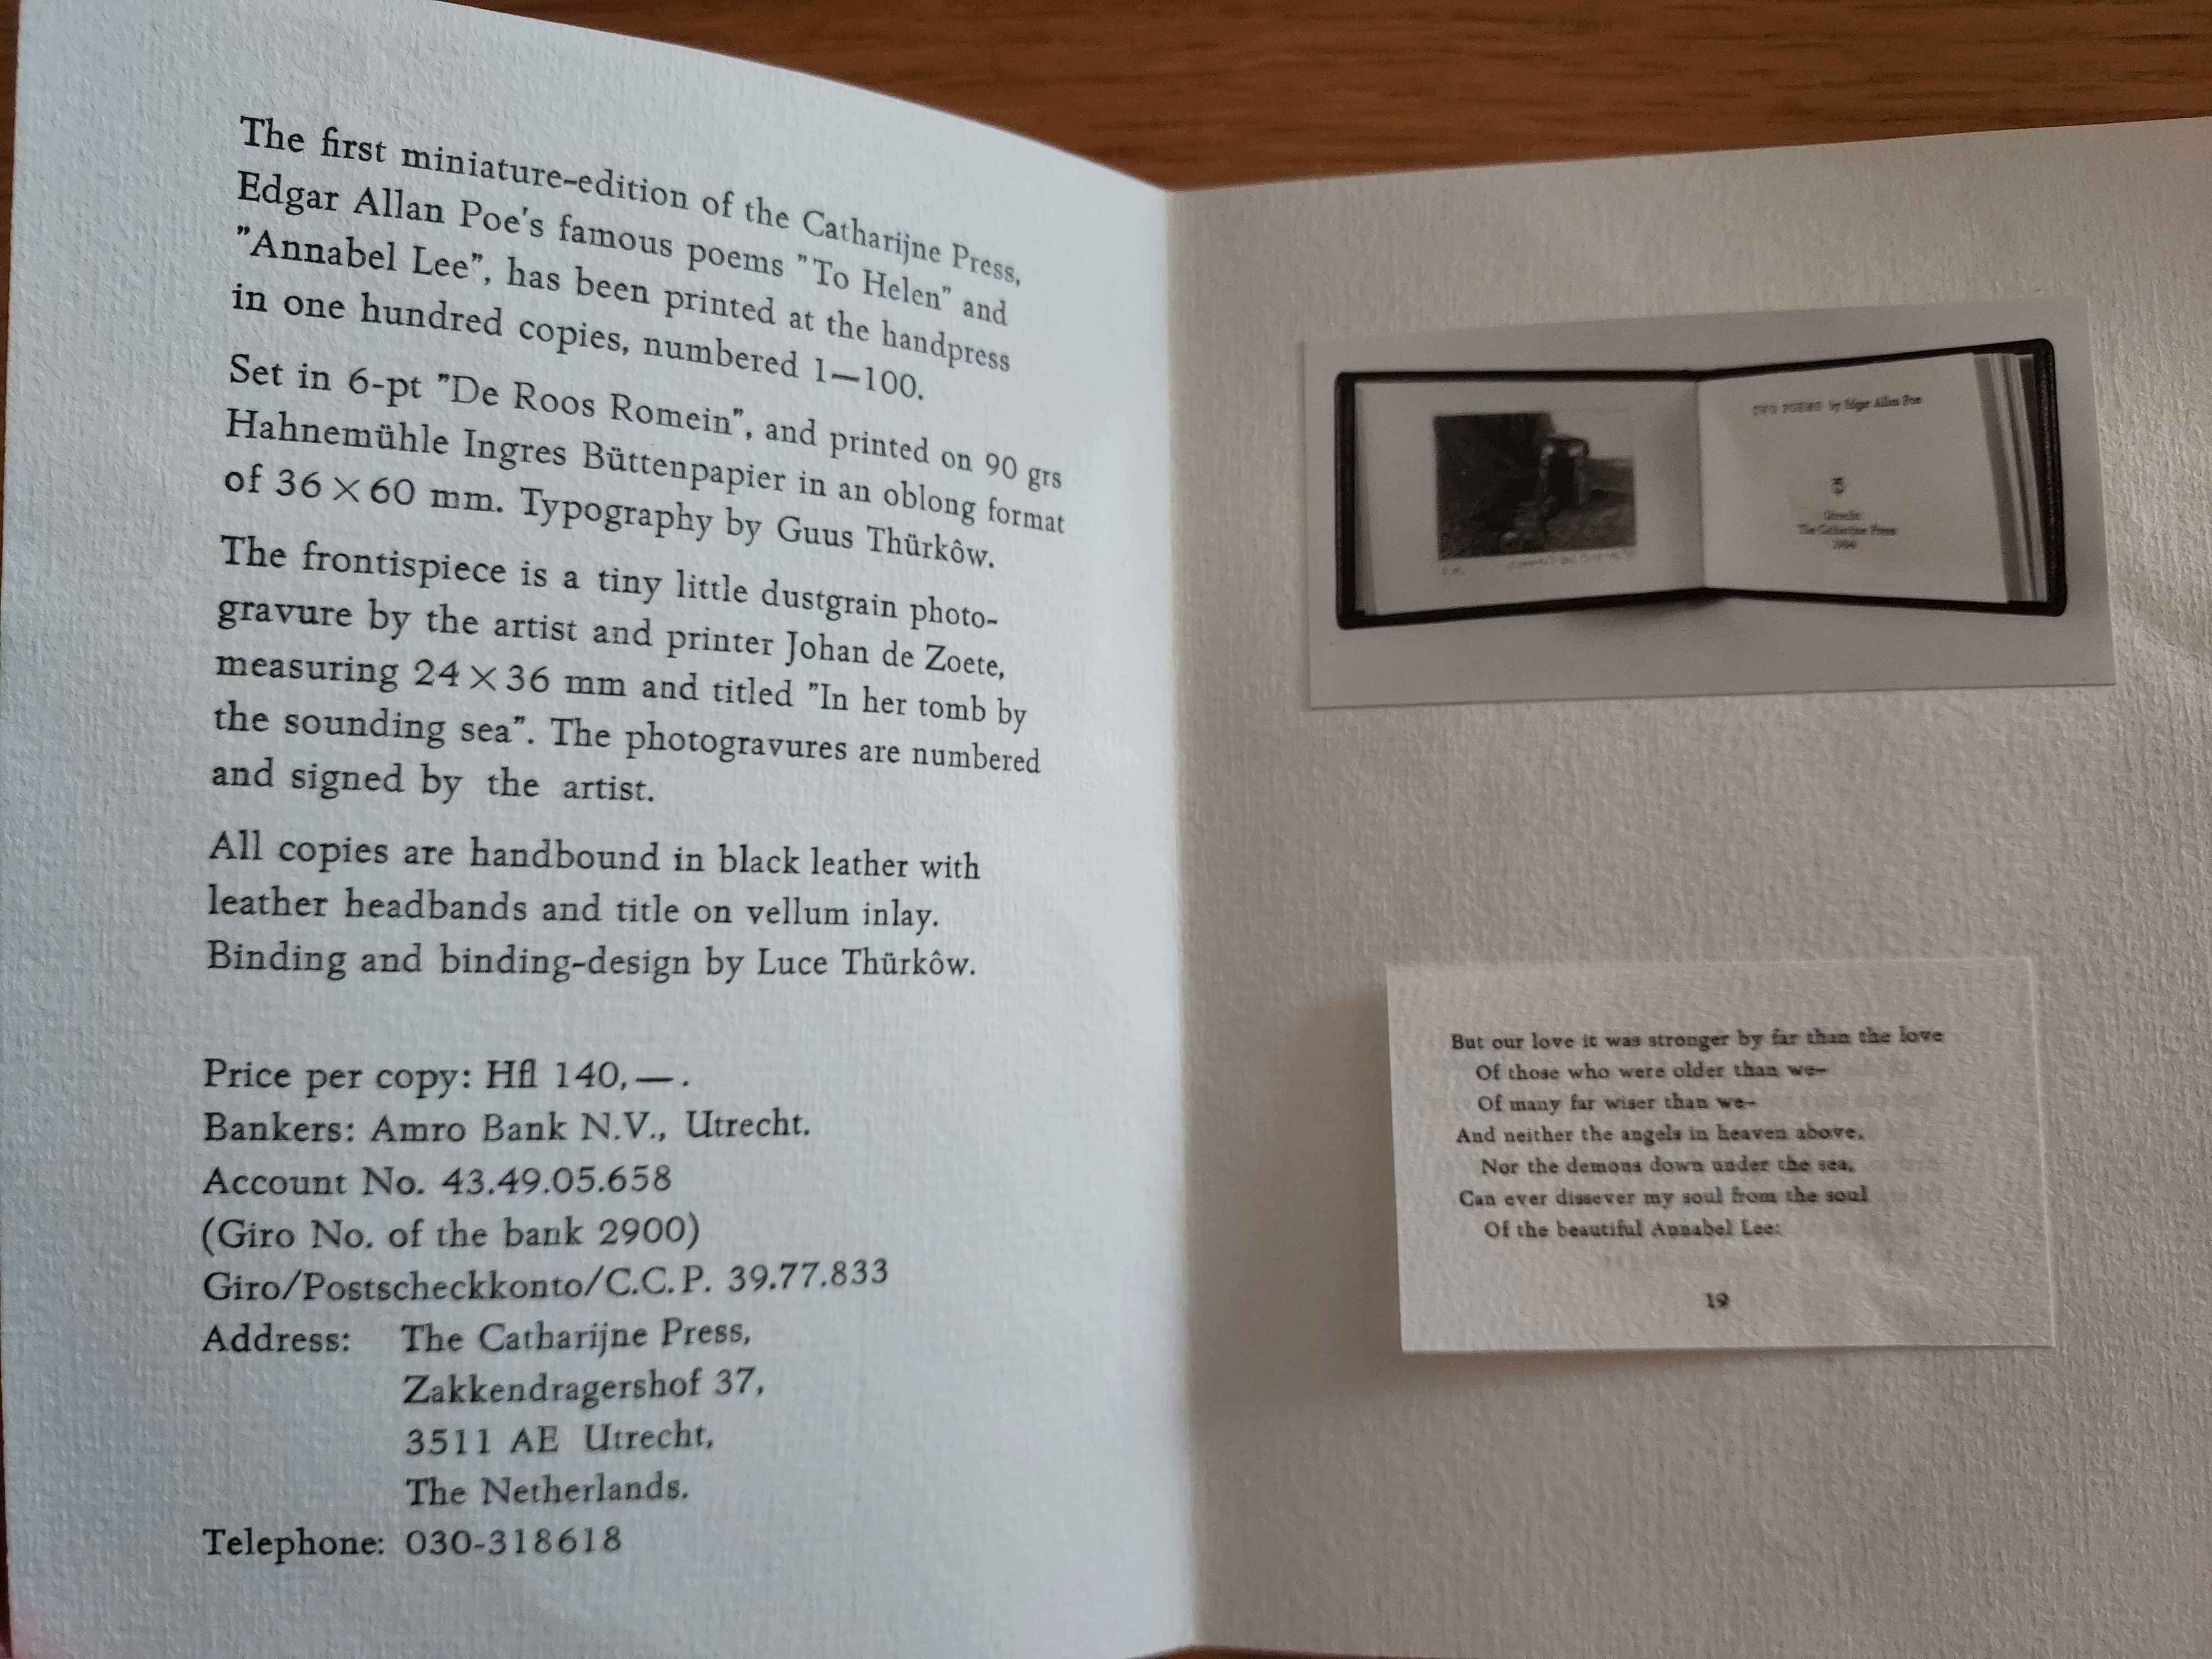 The first miniature-edition of the Catharijne Press,
Edgar Allan Poe's famous poems "To Helen" and
"Annabel Lee", has been printed at the handpress
in one hundred copies, numbered 1—100.
Set in 6-pt "De Roos Romein", and printed on 90 grs
Hahnemühle Ingres Büttenpapier in an oblong format
of 36 × 60 mm. Typography by Guus Thürkôw.
The frontispiece is a tiny little dustgrain photo-
gravure by the artist and printer Johan de Zoete,
measuring 24 × 36 mm and titled "In her tomb by
the sounding sea". The photogravures are numbered
and signed by the artist.
All copies are handbound in black leather with
leather headbands and title on vellum inlay.
Binding and binding-design by Luce Thürkôw.
Price per copy: Hfl 140,—.
Bankers: Amro Bank N.V., Utrecht.
Account No. 43.49.05.658
(Giro No. of the bank 2900)
Giro/Postscheckkonto/C.C.P. 39.77.833
Address: The Catharijne Press,
Zakkendragershof 37,
3511 AE Utrecht,
The Netherlands.
Telephone: 030-318618
TWO POEMS by Edgar Allan Poe
Utrecht
The Catharijne Press
But our love it was stronger by far than the love
Of those who were older than we–
Of many far wiser than we–
And neither the angels in heaven above,
Nor the demons down under the sea,
Can ever dissever my soul from the soul
Of the beautiful Annabel Lee:
19